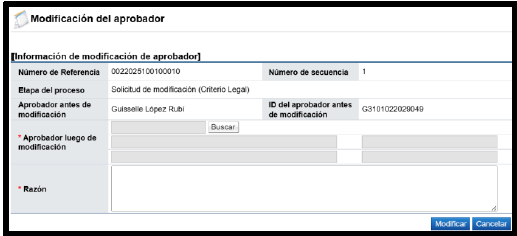 Modificación del aprobador
[Información de modificación de aprobador]
Número de Referencia 0022025100100010 Número de secuencia 1
Etapa del proceso Solicitud de modificación (Criterio Legal)
Aprobador antes de modificación Guisselle López Rubi ID del aprobador antes de modificación G3101022029049
* Aprobador luego de modificación Buscar
* Razón
Modificar Cancelar